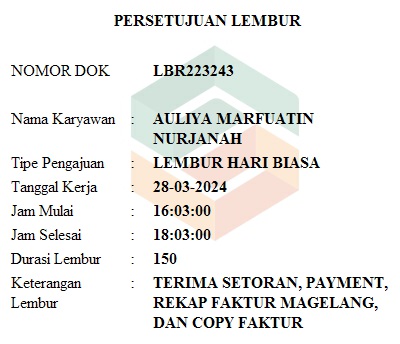 PERSETUJUAN LEMBUR
NOMOR DOK LBR223243
Nama Karyawan : AULIYA MARFUATIN
NURJANAH
Tipe Pengajuan : LEMBUR HARI BIASA
Tanggal Kerja : 28-03-2024
Jam Mulai : 16:03:00
Jam Selesai : 18:03:00
Durasi Lembur : 150
Keterangan : TERIMA SETORAN, PAYMENT,
Lembur REKAP FAKTUR MAGELANG,
DAN COPY FAKTUR